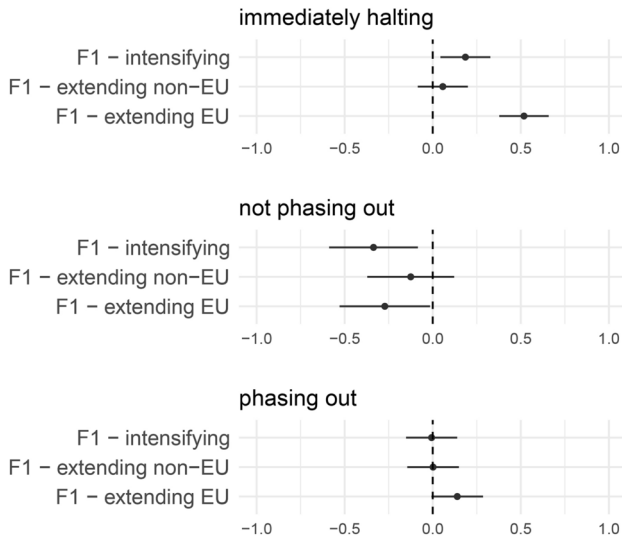 immediately halting
F1 − intensifying
F1 − extending non−EU
F1 − extending EU
−1.0 −0.5 0.0 0.5 1.0
not phasing out
F1 − intensifying
F1 − extending non−EU
F1 − extending EU
−1.0 −0.5 0.0 0.5 1.0
phasing out
F1 − intensifying
F1 − extending non−EU
F1 − extending EU
−1.0 −0.5 0.0 0.5 1.0